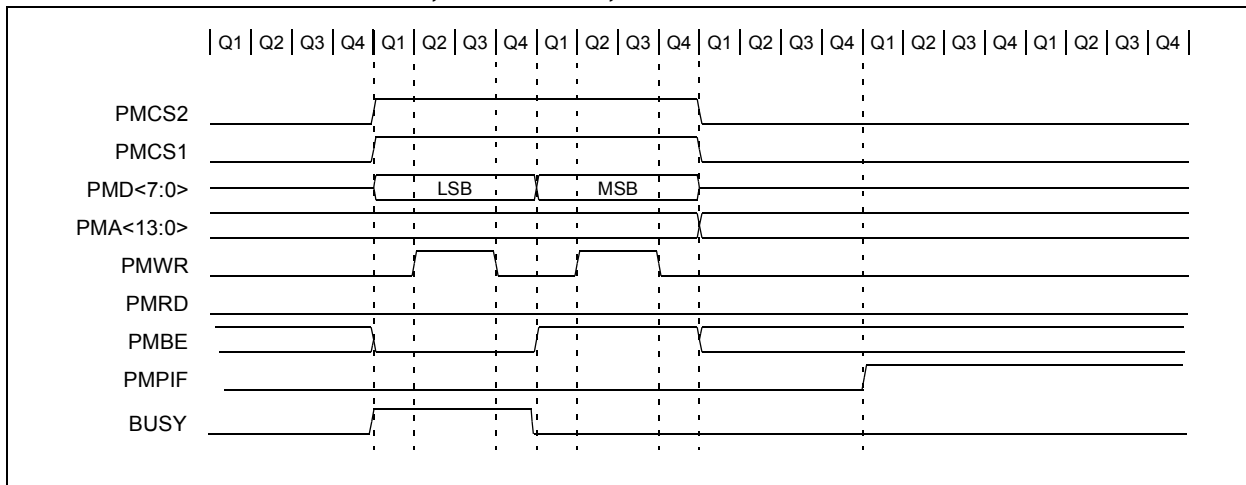 | Q1 | Q2 | Q3 | Q4 | Q1 | Q2 | Q3 | Q4 | Q1 | Q2 | Q3 | Q4 | Q1 | Q2 | Q3 | Q4 | Q1 | Q2 | Q3 | Q4 | Q1 | Q2 | Q3 | Q4 |
PMCS2
PMCS1
PMD<7:0> LSB MSB
PMA<13:0>
PMWR
PMRD
PMBE
PMPIF
BUSY